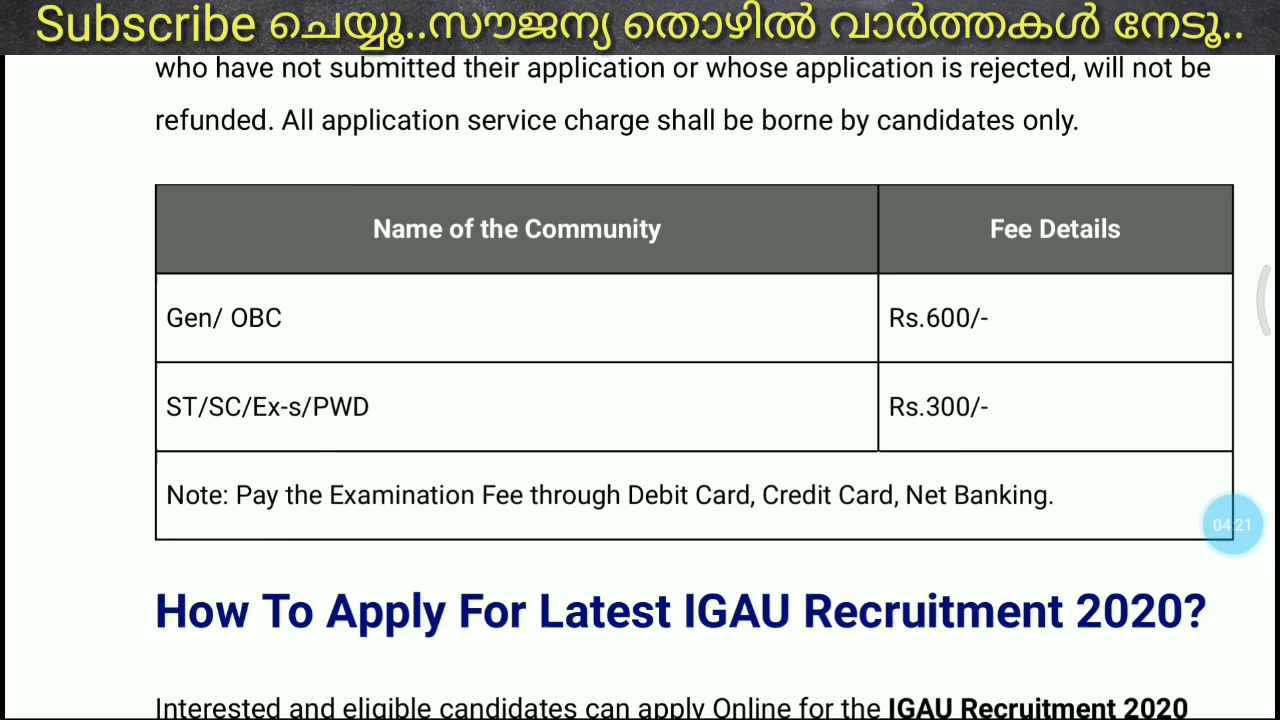 Subscribe ചെയ്യൂ..സൗജന്യ തൊഴിൽ വാർത്തകൾ നേടൂ..
who have not submitted their application or whose application is rejected, will not be
refunded. All application service charge shall be borne by candidates only.
Name of the Community Fee Details
Gen/ OBC Rs.600/-
ST/SC/Ex-s/PWD Rs.300/-
Note: Pay the Examination Fee through Debit Card, Credit Card, Net Banking.
04:21
How To Apply For Latest IGAU Recruitment 2020?
Interested and eligible candidates can apply Online for the IGAU Recruitment 2020